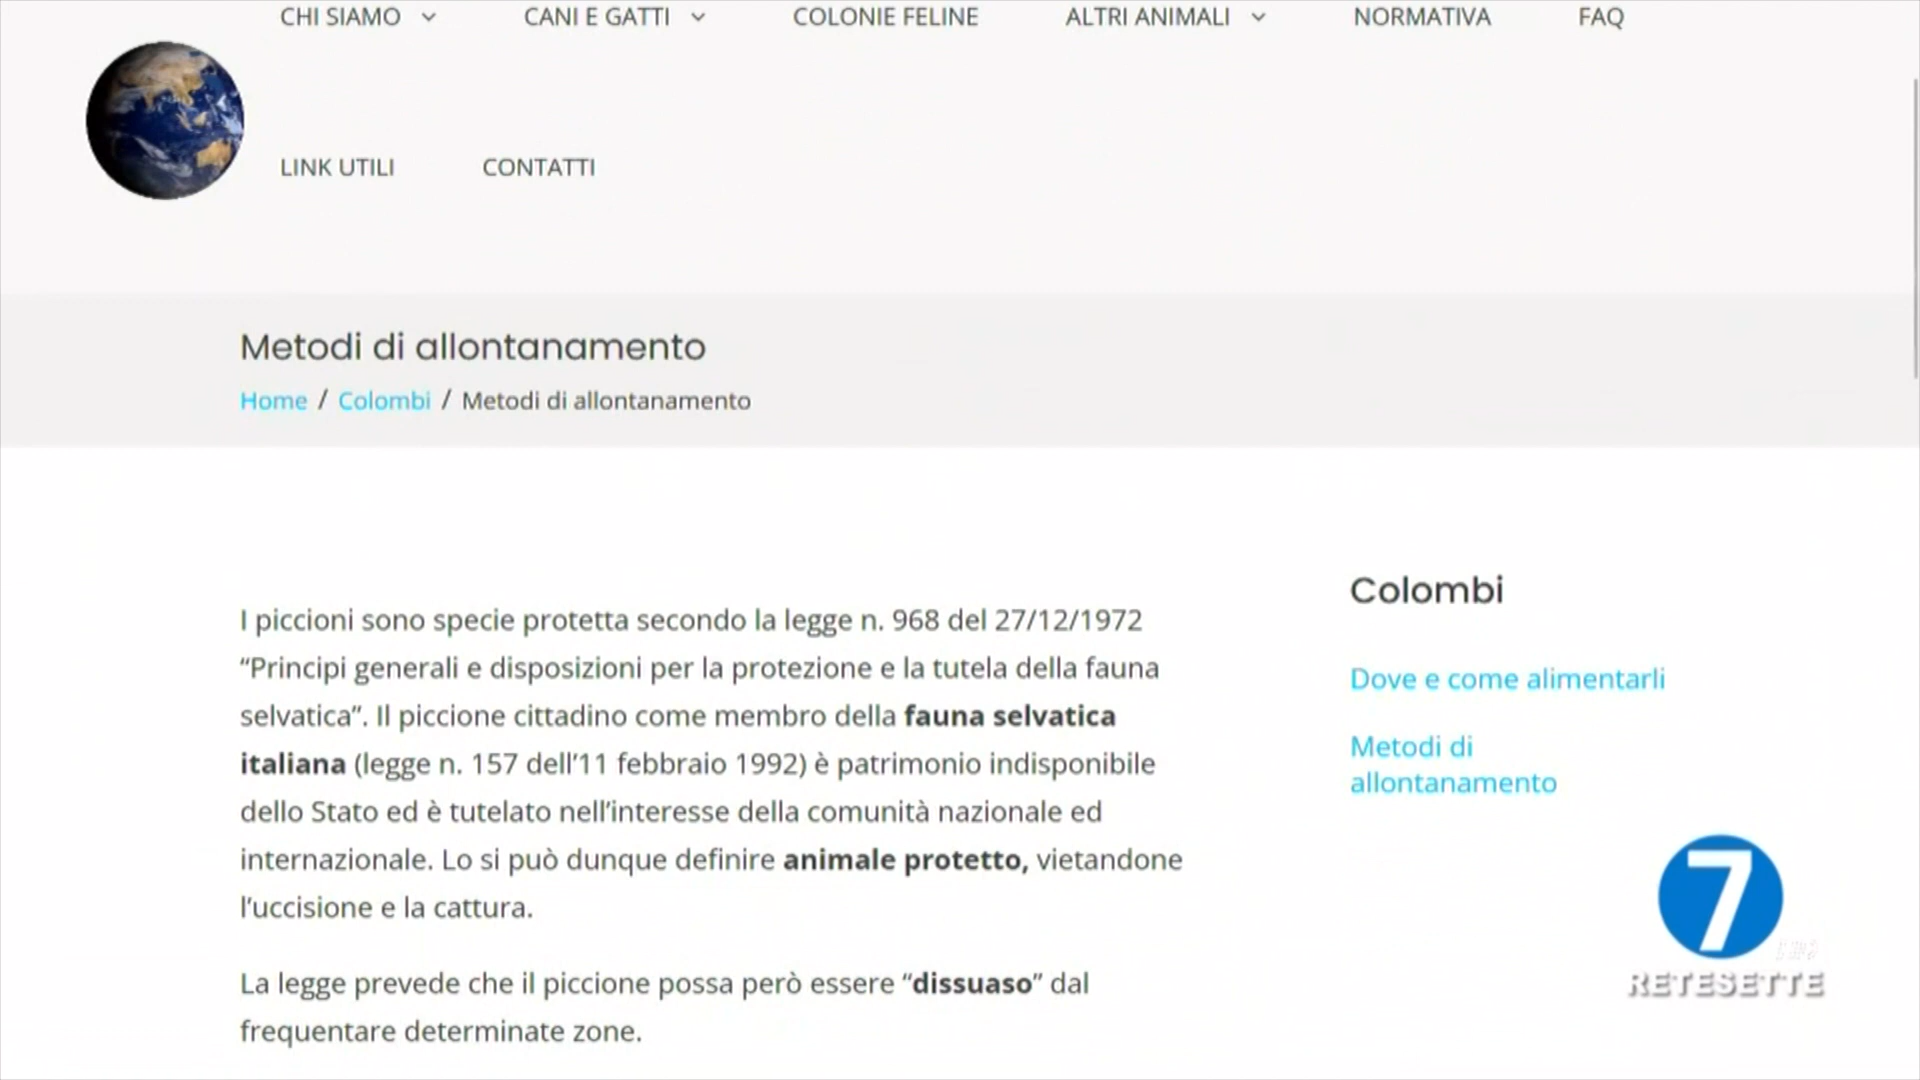 CHI SIAMO
CANI E GATTI
COLONIE FELINE
ALTRI ANIMALI
NORMATIVA
FAQ
LINK UTILI
CONTATTI
Metodi di allontanamento
Home / Colombi / Metodi di allontanamento
I piccioni sono specie protetta secondo la legge n. 968 del 27/12/1972
“Principi generali e disposizioni per la protezione e la tutela della fauna
selvatica”. Il piccione cittadino come membro della fauna selvatica
italiana (legge n. 157 dell’11 febbraio 1992) è patrimonio indisponibile
dello Stato ed è tutelato nell’interesse della comunità nazionale ed
internazionale. Lo si può dunque definire animale protetto, vietandone
l’uccisione e la cattura.
La legge prevede che il piccione possa però essere “dissuaso” dal
frequentare determinate zone.
Colombi
Dove e come alimentarli
Metodi di
allontanamento
7
RETESETTE